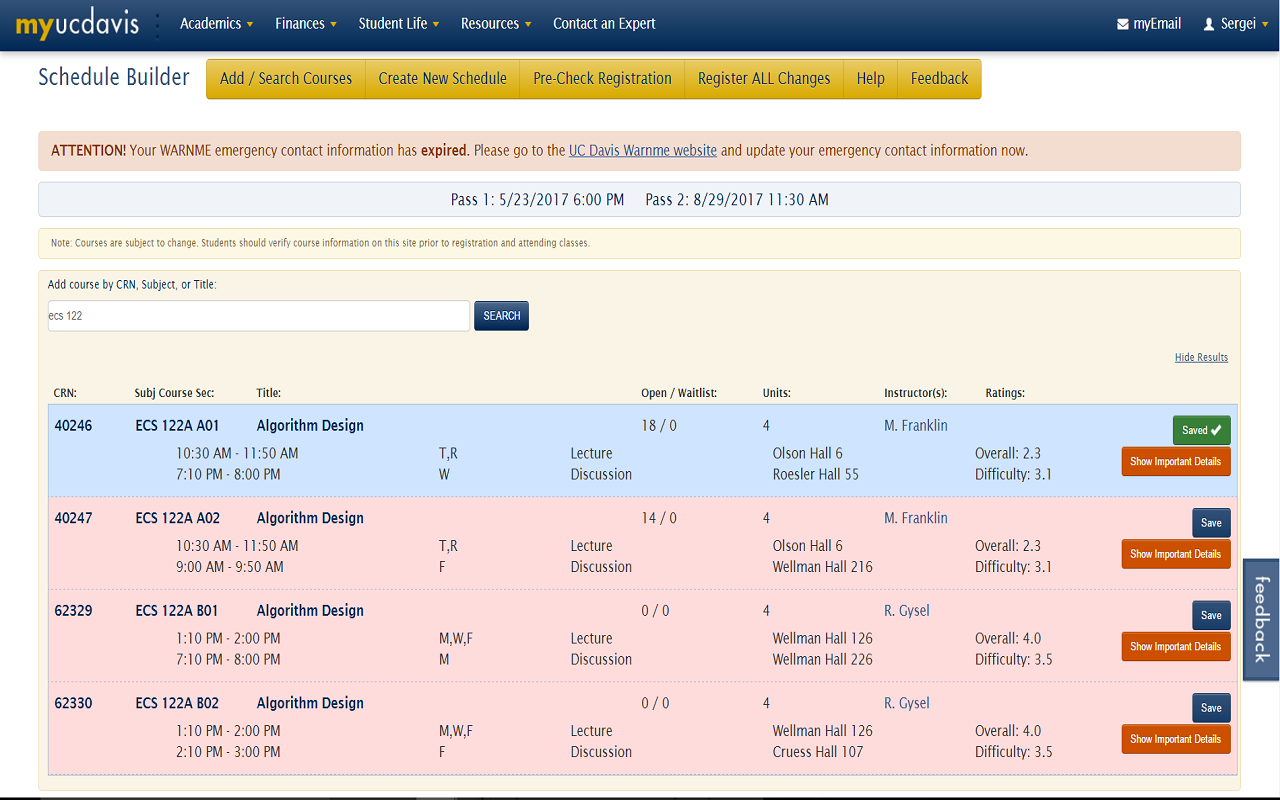 myucdavis Academics Finances Student Life Resources Contact an Expert myEmail Sergei
Schedule Builder Add / Search Courses Create New Schedule Pre-Check Registration Register ALL Changes Help Feedback
ATTENTION! Your WARNME emergency contact information has expired. Please go to the UC Davis Warnme website and update your emergency contact information now.
Pass 1: 5/23/2017 6:00 PM Pass 2: 8/29/2017 11:30 AM
Note: Courses are subject to change. Students should verify course information on this site prior to registration and attending classes.
Add course by CRN, Subject, or Title:
ecs 122 SEARCH
Hide Results
CRN: Subj Course Sec: Title: Open / Waitlist: Units: Instructor(s): Ratings:
40246 ECS 122A A01 Algorithm Design 18 / 0 4 M. Franklin Saved
10:30 AM - 11:50 AM T,R Lecture Olson Hall 6 Overall: 2.3 Show Important Details
7:10 PM - 8:00 PM W Discussion Roesler Hall 55 Difficulty: 3.1
40247 ECS 122A A02 Algorithm Design 14 / 0 4 M. Franklin Save
10:30 AM - 11:50 AM T,R Lecture Olson Hall 6 Overall: 2.3 Show Important Details
9:00 AM - 9:50 AM F Discussion Wellman Hall 216 Difficulty: 3.1
62329 ECS 122A B01 Algorithm Design 0 / 0 4 R. Gysel Save
1:10 PM - 2:00 PM M,W,F Lecture Wellman Hall 126 Overall: 4.0 Show Important Details
7:10 PM - 8:00 PM M Discussion Wellman Hall 226 Difficulty: 3.5
62330 ECS 122A B02 Algorithm Design 0 / 0 4 R. Gysel Save
1:10 PM - 2:00 PM M,W,F Lecture Wellman Hall 126 Overall: 4.0 Show Important Details
2:10 PM - 3:00 PM F Discussion Cruess Hall 107 Difficulty: 3.5
feedback